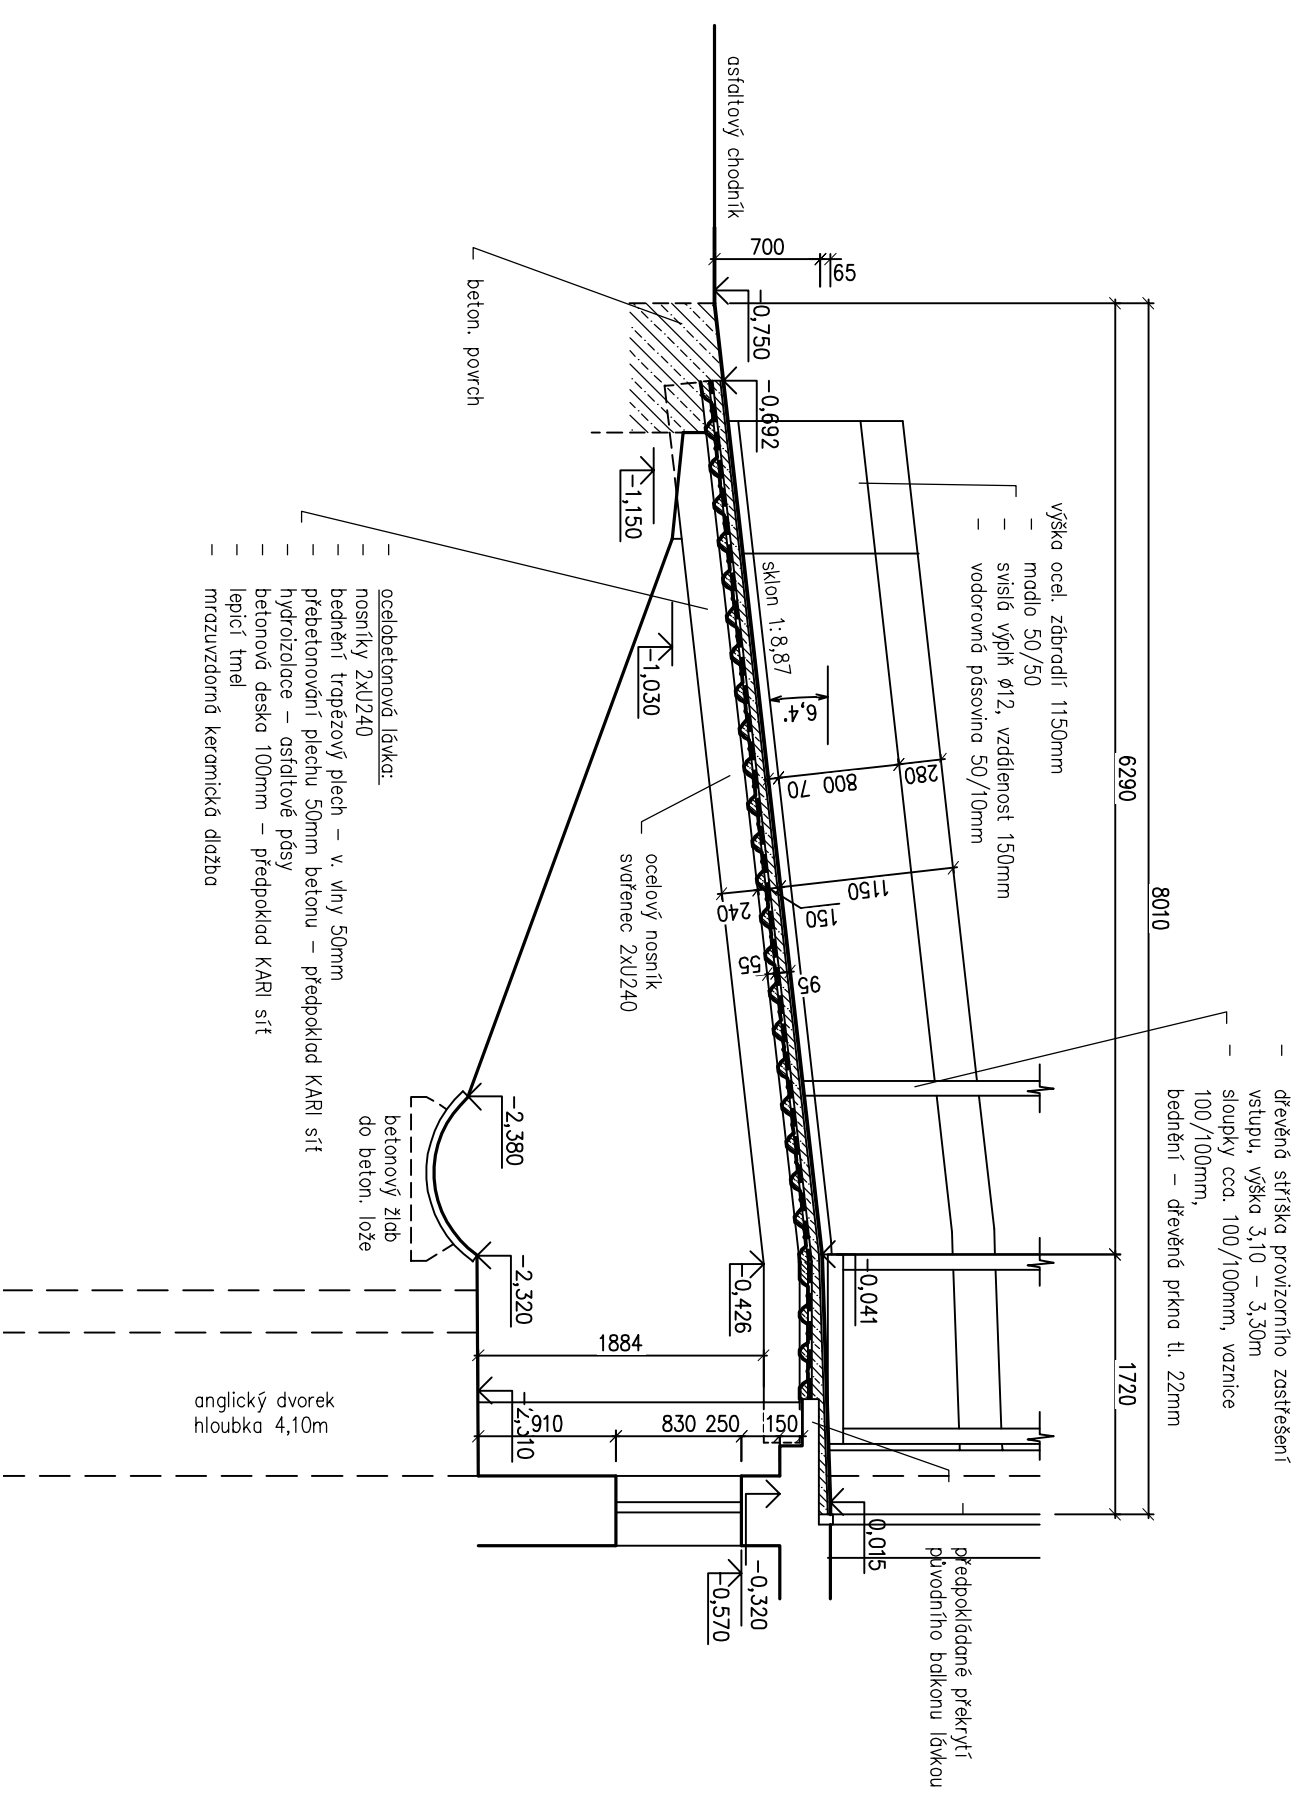 dřevěná stříška provizorního zastřešení
vstupu, výška 3,10 – 3,30m
sloupky cca. 100/100mm, vaznice
100/100mm,
bednění – dřevěná prkna tl. 22mm
8010
6290
1720
výška ocel. zábradlí 1150mm
– madlo 50/50
– svislá výplň ø12, vzdálenost 150mm
– vodorovná pásovina 50/10mm
předpokládané překrytí
původního balkonu lávkou
asfaltový chodník
700
65
-0,750
-0,692
sklon 1:8,87
6,4°
280
800
70
1150
150
240
55
95
-0,041
0,015
-1,150
-1,030
ocelový nosník
svařenec 2xU240
-0,426
-0,320
-0,570
beton. povrch
-2,380
-2,320
-2,310
1884
910
830
250
150
betonový žlab
do beton. lože
– ocelobetonová lávka:
nosníky 2xU240
bednění trapézový plech – v. vlny 50mm
– přebetonování plechu 50mm betonu – předpoklad KARI síť
– hydroizolace – asfaltové pásy
– betonová deska 100mm – předpoklad KARI síť
– lepicí tmel
– mrazuvzdorná keramická dlažba
anglický dvorek
hloubka 4,10m